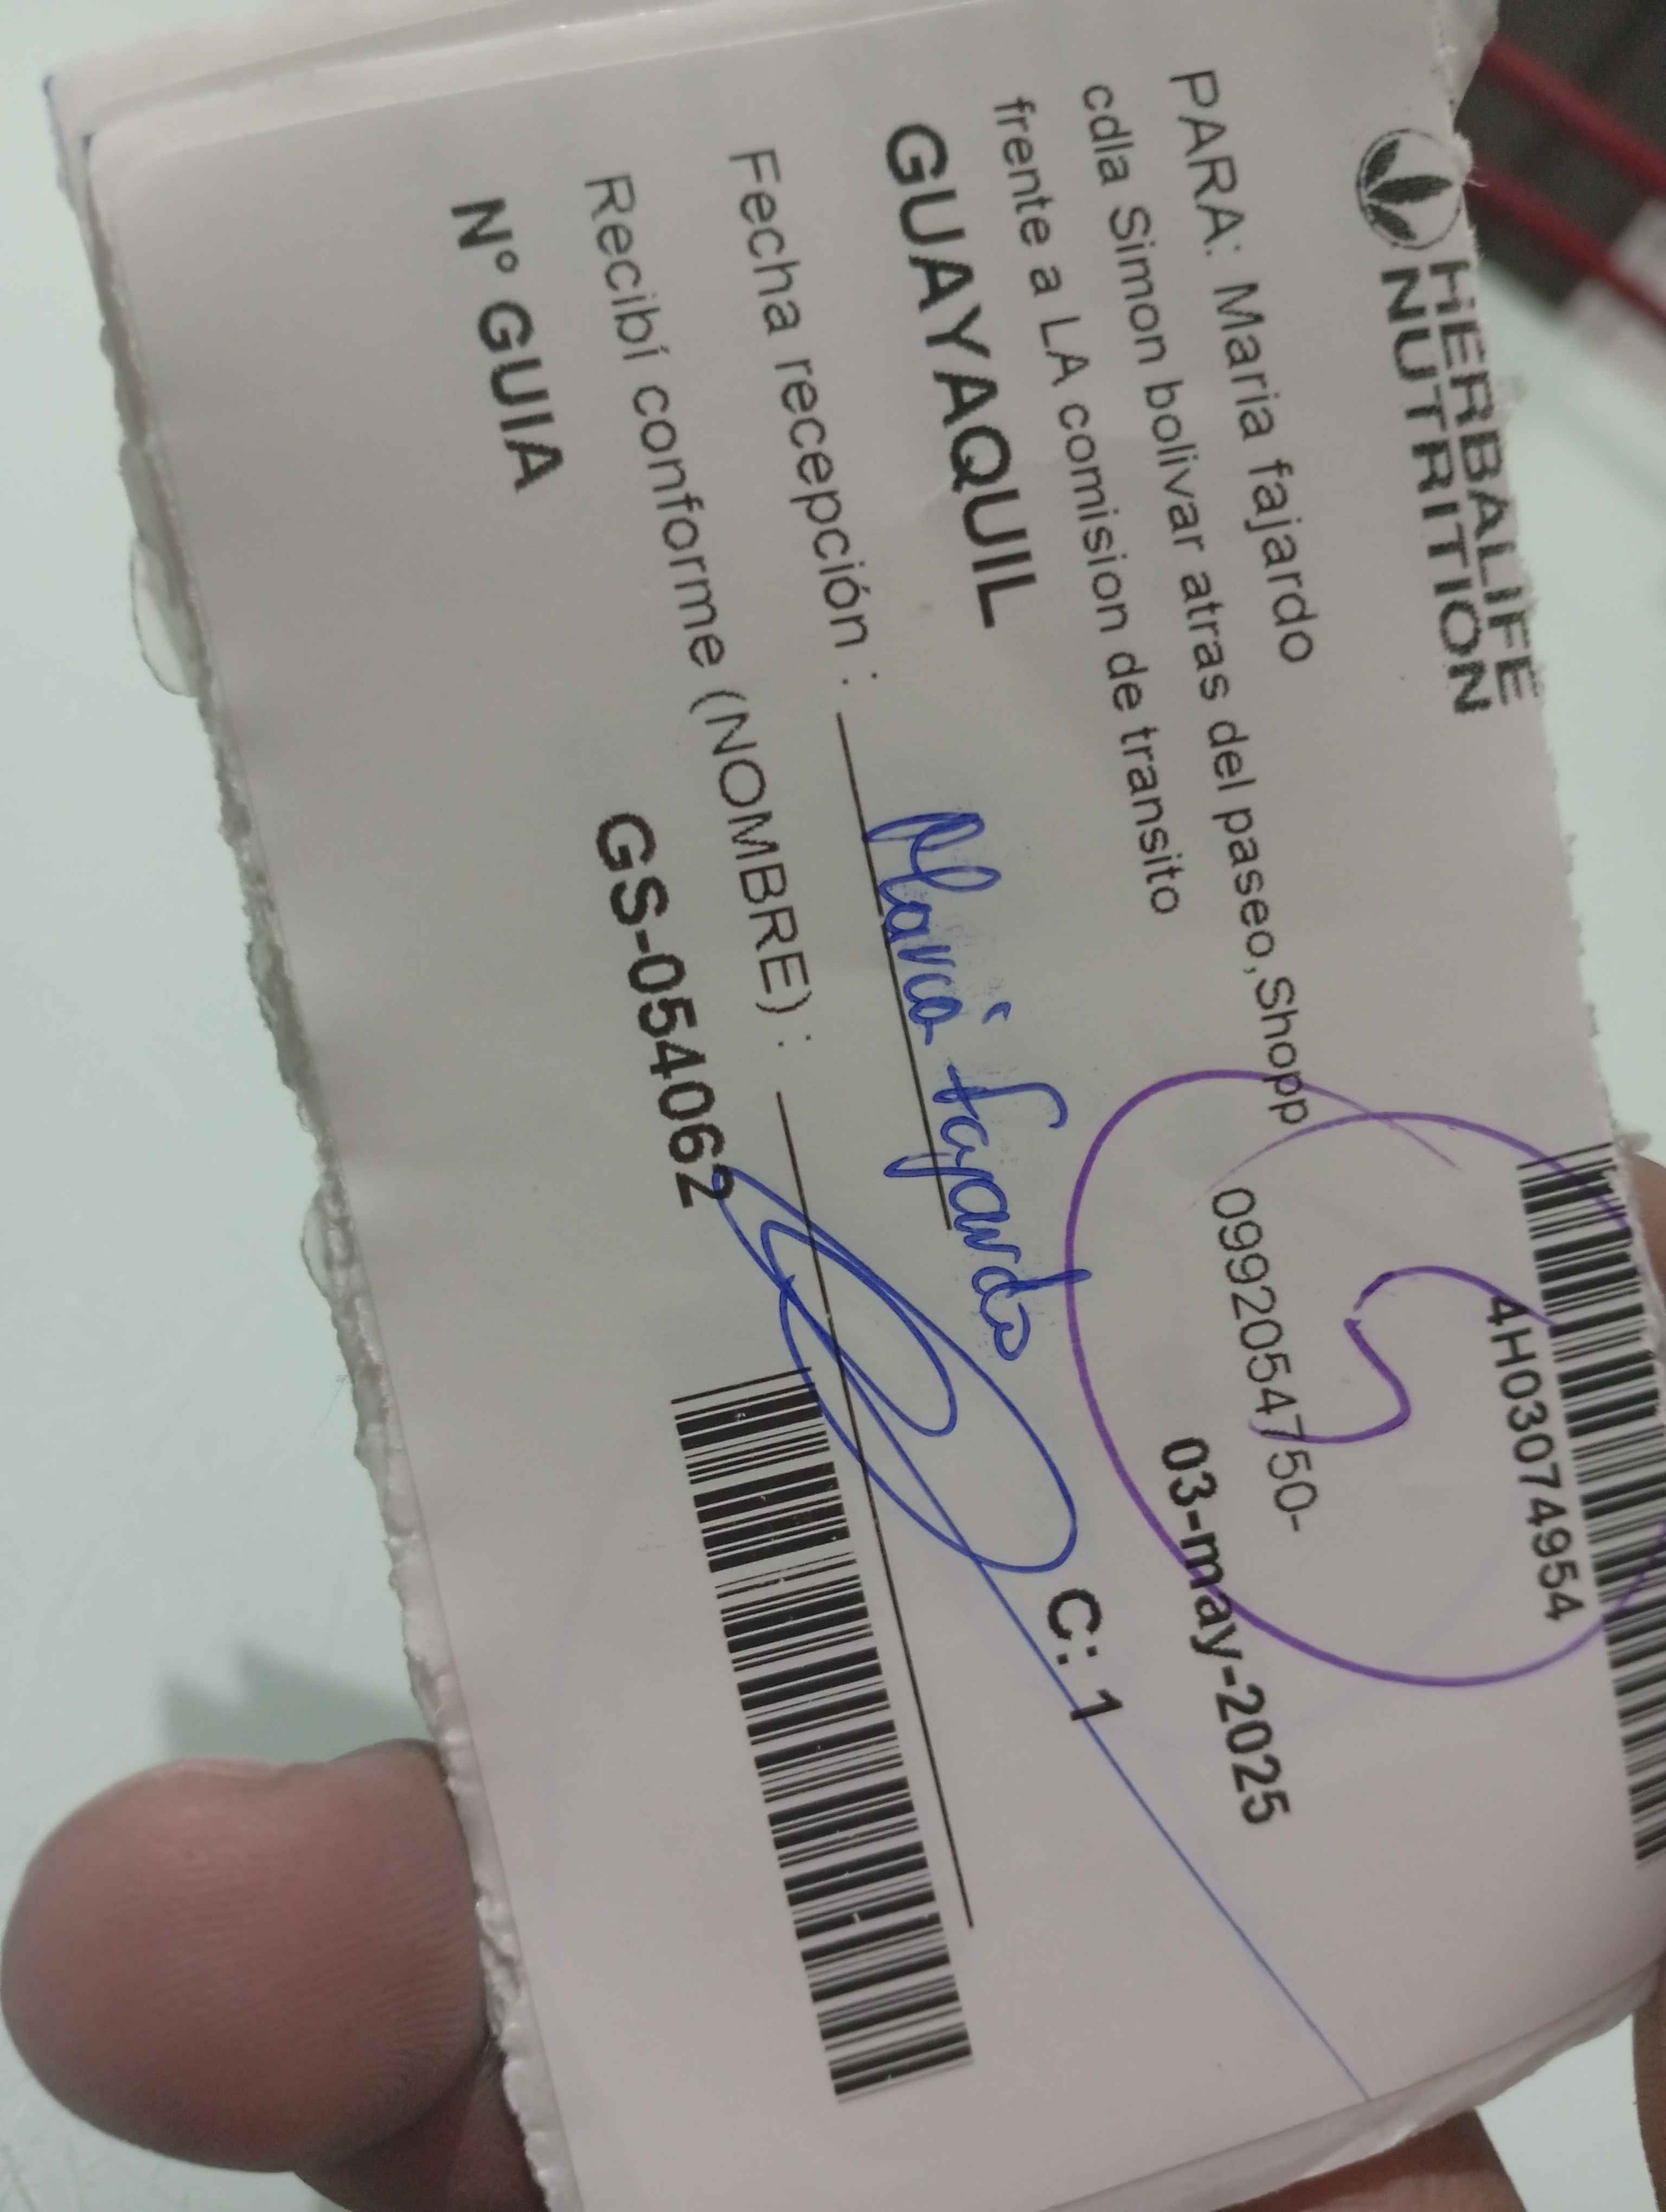 HERBALIFE
NUTRITION
4H03074954
PARA: Maria fajardo
0992054750-
cdla Simon bolivar atras del paseo,Shopp
03-may-2025
frente a LA comision de transito
GUAYAQUIL
C: 1
Fecha recepción :
Maria fajardo
Recibí conforme (NOMBRE) :
N° GUIA
GS-054062